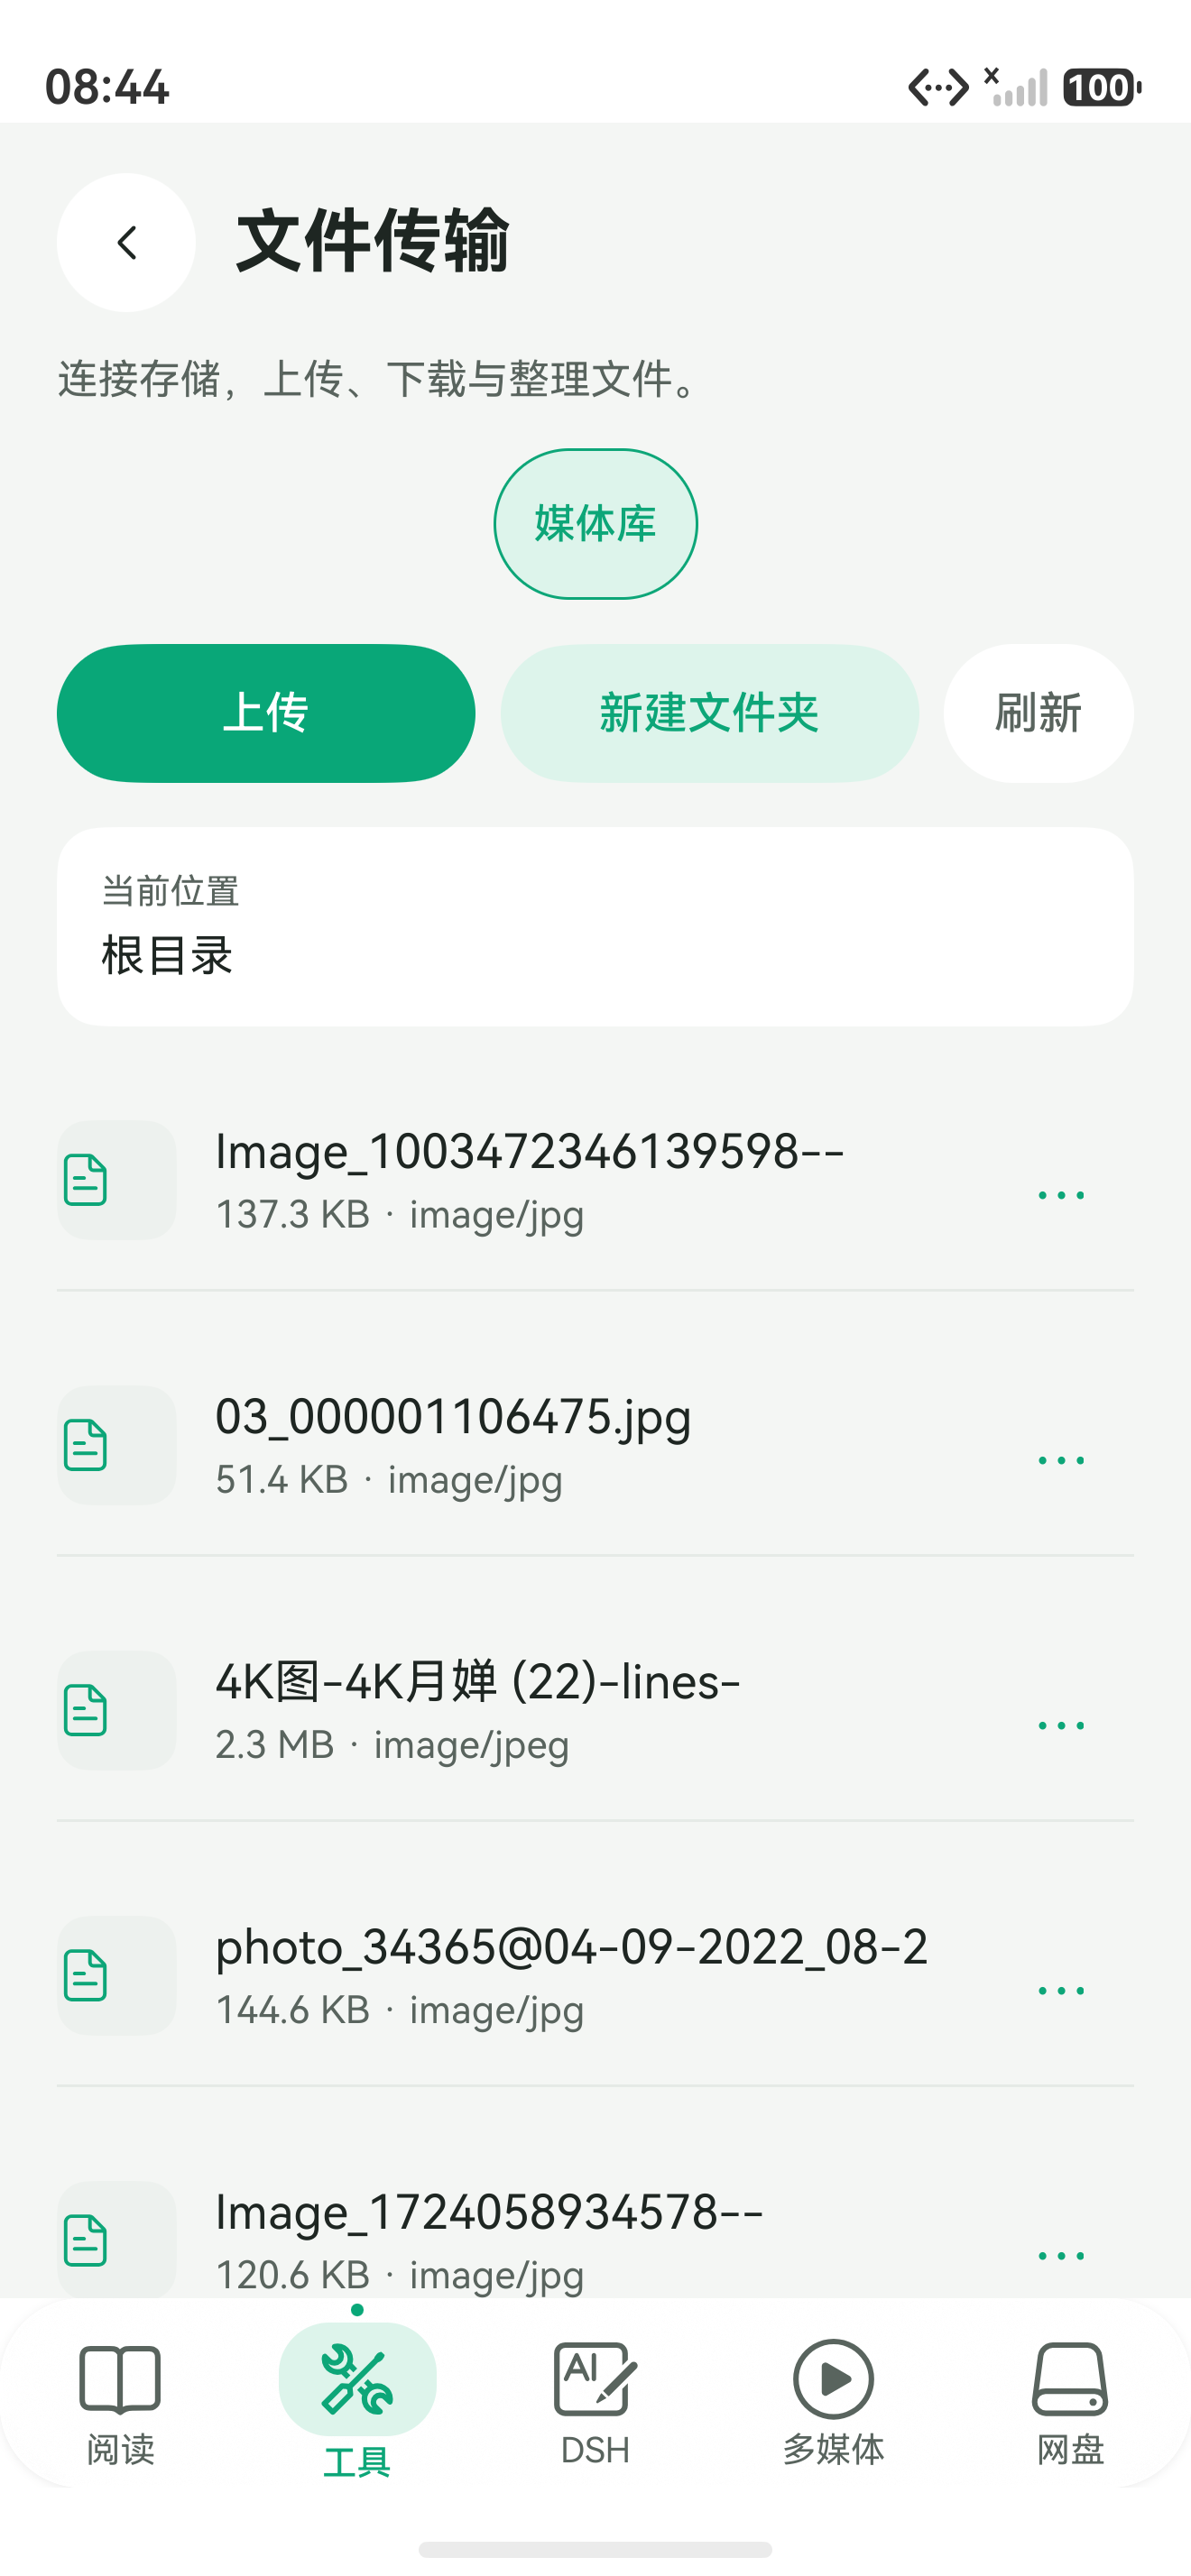 08:44
100
文件传输
连接存储，上传、下载与整理文件。
媒体库
上传
新建文件夹
刷新
当前位置
根目录
Image_1003472346139598--
137.3 KB · image/jpg
03_000001106475.jpg
51.4 KB · image/jpg
4K图-4K月婵 (22)-lines-
2.3 MB · image/jpeg
photo_34365@04-09-2022_08-2
144.6 KB · image/jpg
Image_1724058934578--
120.6 KB · image/jpg
阅读
工具
AI
DSH
多媒体
网盘